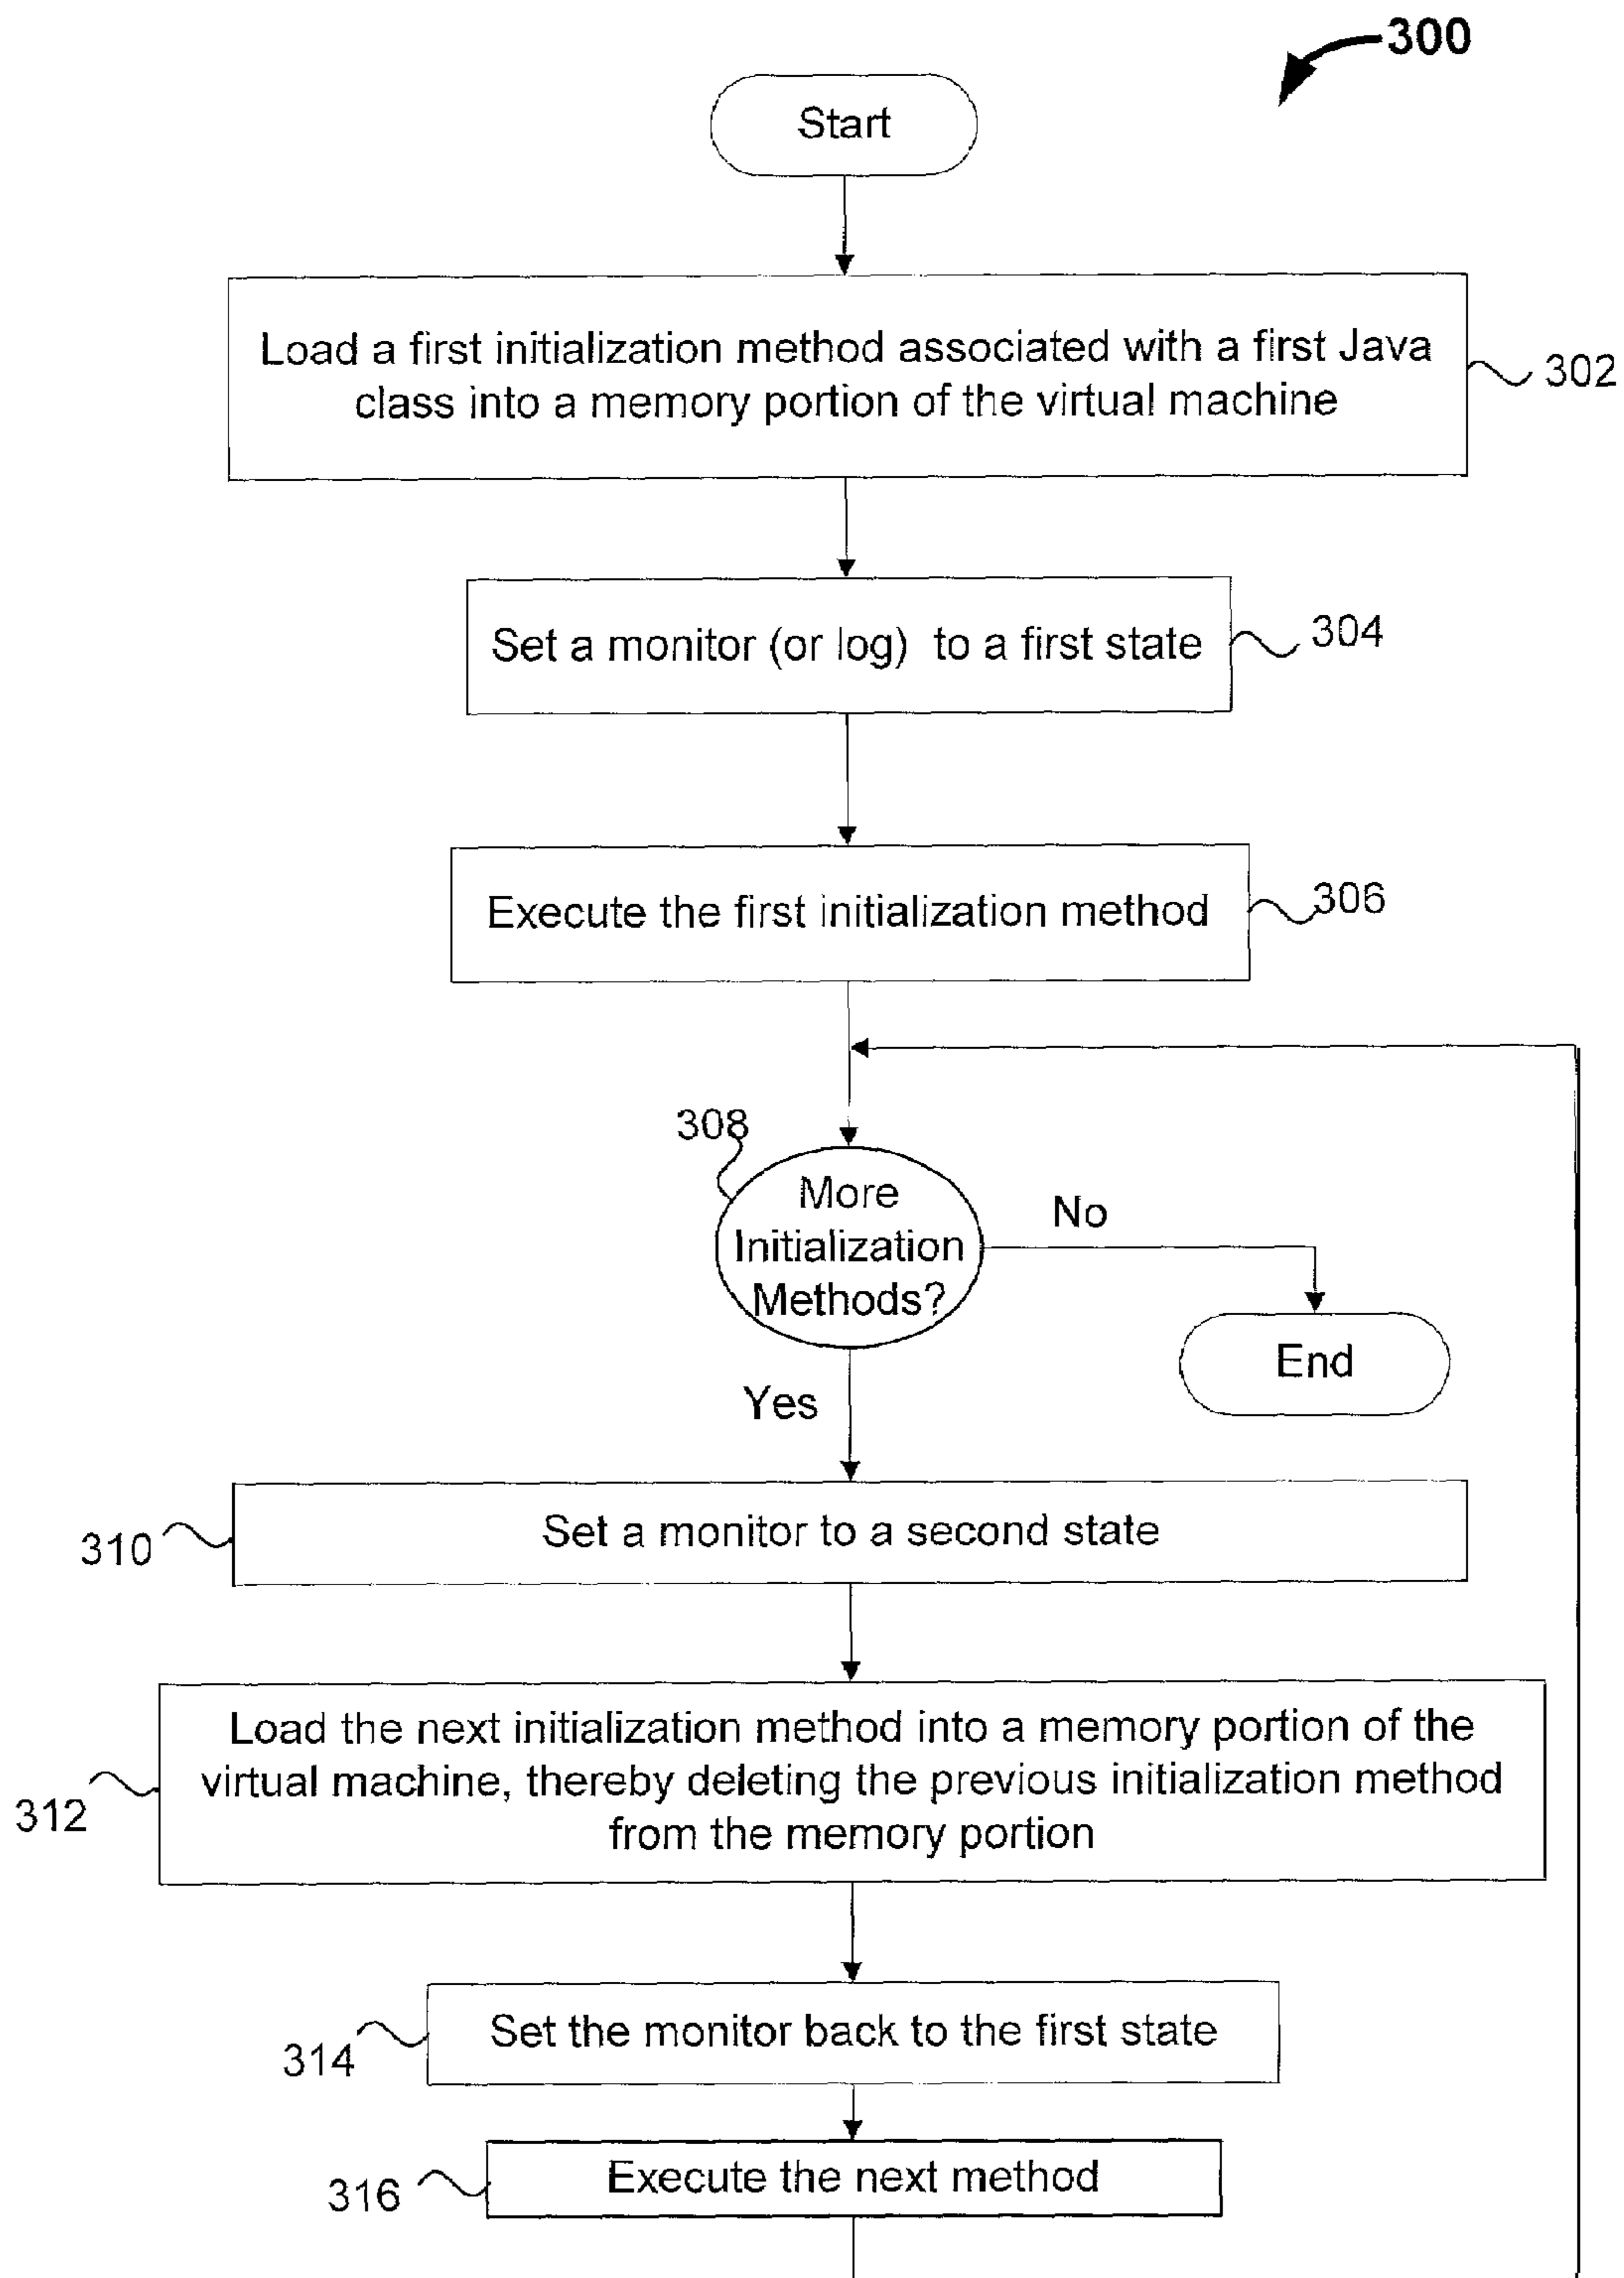 300
Start
Load a first initialization method associated with a first Java
class into a memory portion of the virtual machine
302
Set a monitor (or log) to a first state
304
Execute the first initialization method
306
308
More
Initialization
Methods?
No
End
Yes
Set a monitor to a second state
310
Load the next initialization method into a memory portion of the
virtual machine, thereby deleting the previous initialization method
from the memory portion
312
Set the monitor back to the first state
314
Execute the next method
316